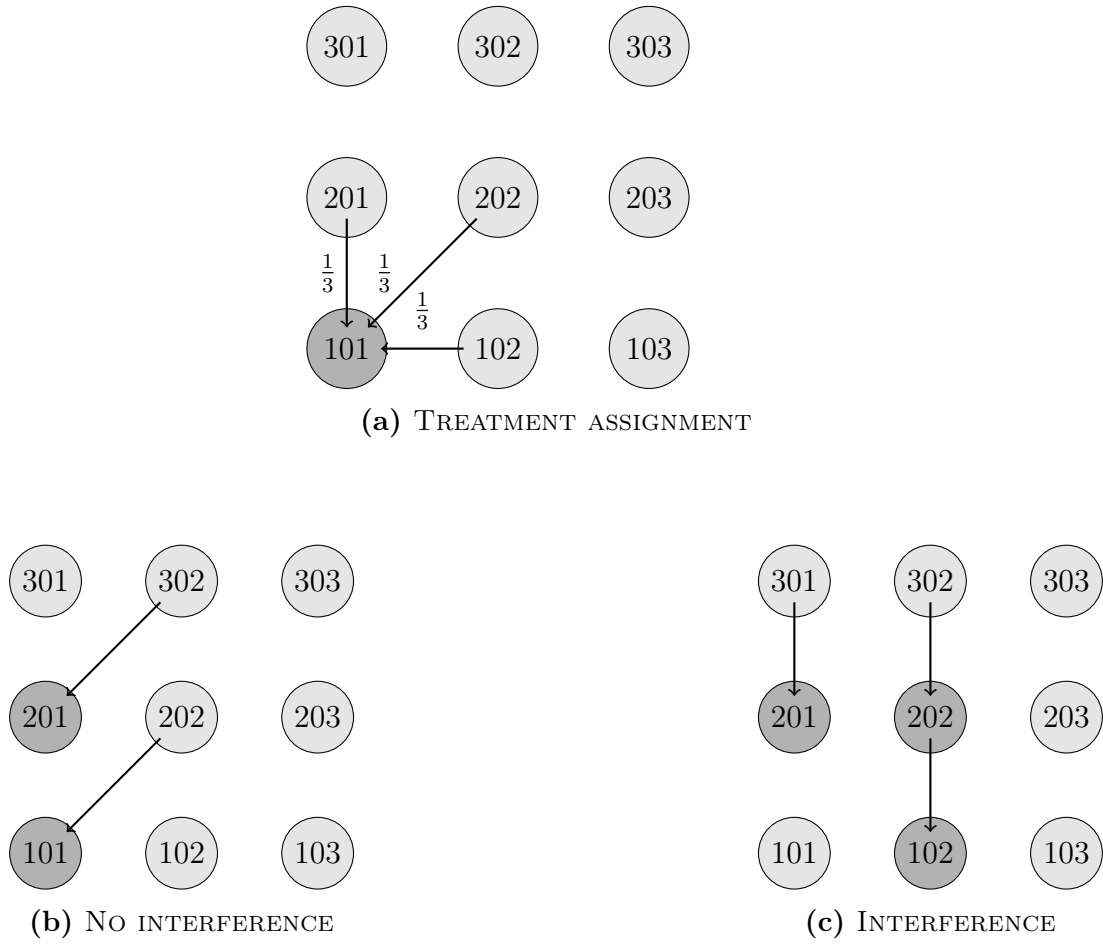 301 302 303
201 202 203
1/3 1/3
1/3
101 102 103
(a) TREATMENT ASSIGNMENT
301 302 303
201 202 203
101 102 103
(b) NO INTERFERENCE
301 302 303
201 202 203
101 102 103
(c) INTERFERENCE